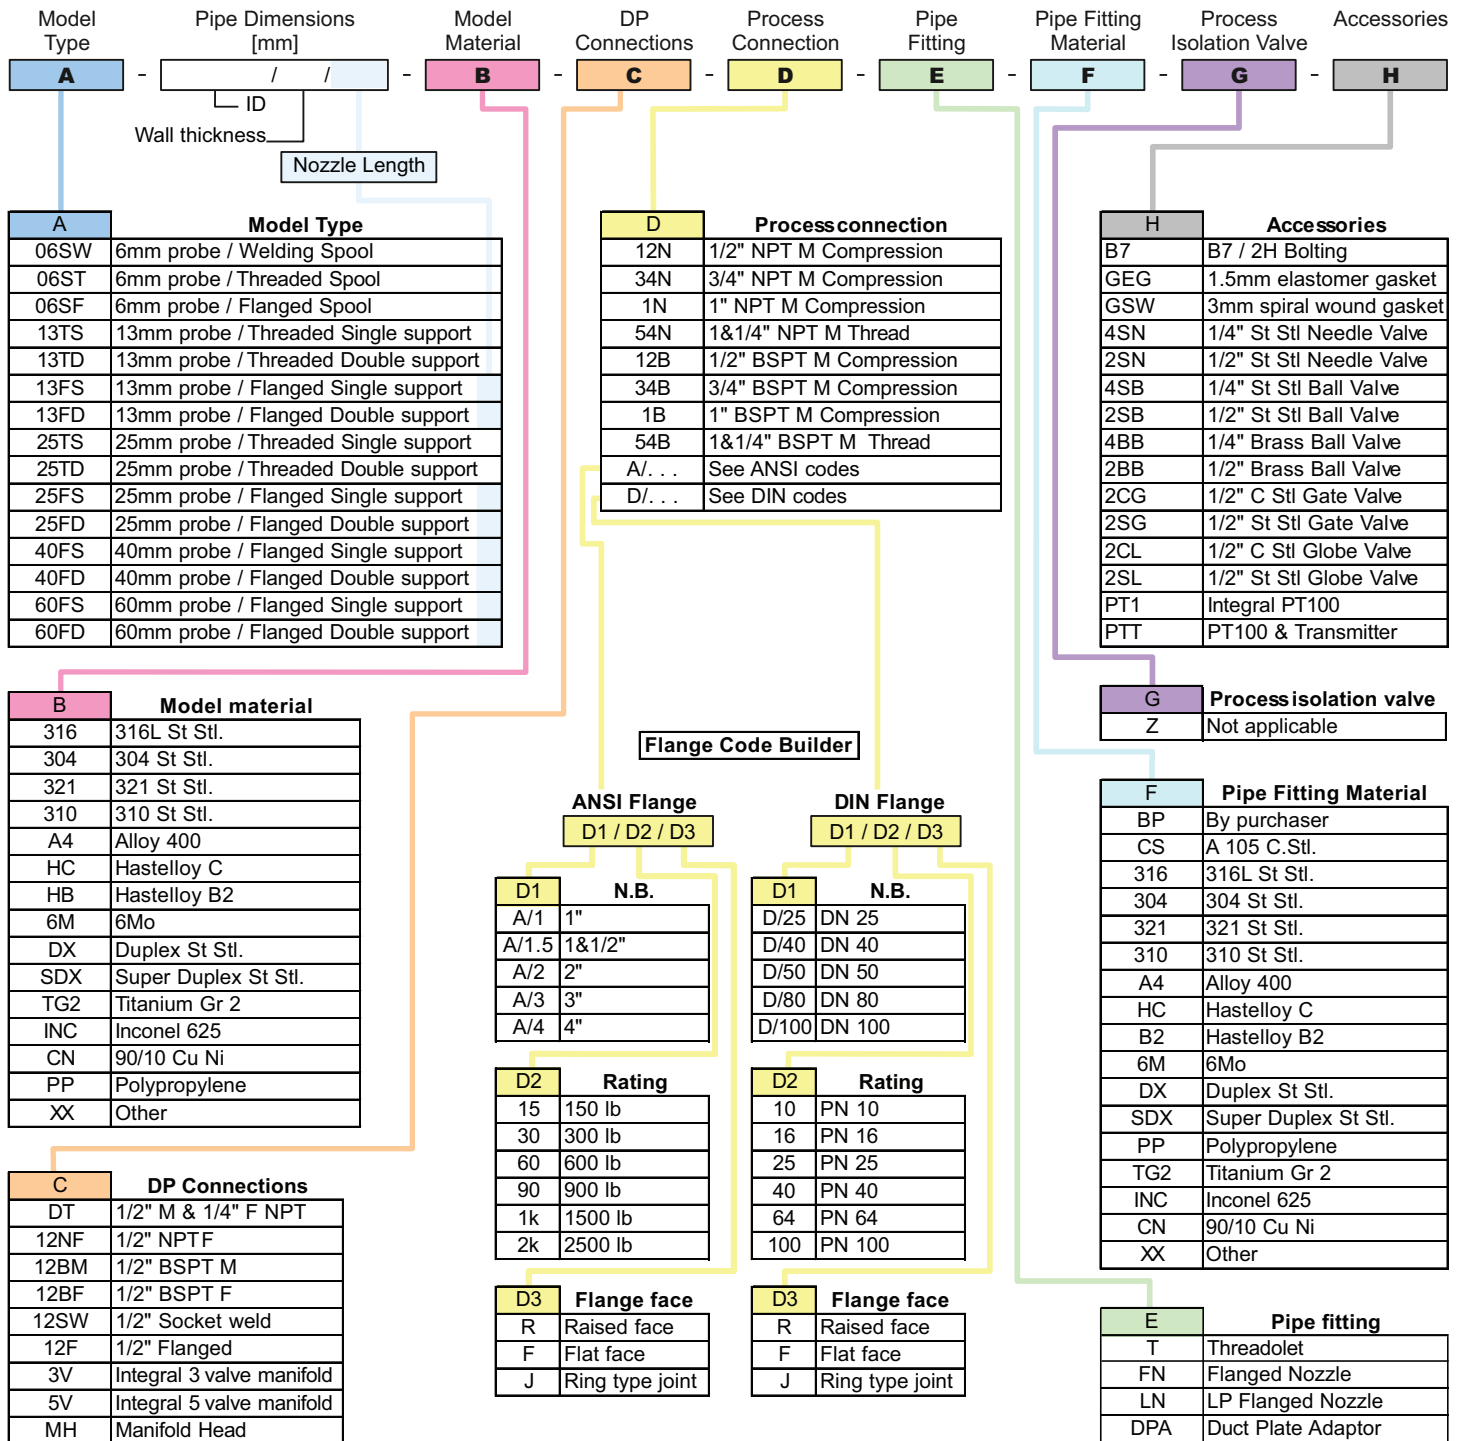 Model Type
Pipe Dimensions [mm]
Model Material
DP Connections
Process Connection
Pipe Fitting
Pipe Fitting Material
Process Isolation Valve
Accessories
A - / / - B - C - D - E - F - G - H
ID
Wall thickness
Nozzle Length
A Model Type
06SW 6mm probe / Welding Spool
06ST 6mm probe / Threaded Spool
06SF 6mm probe / Flanged Spool
13TS 13mm probe / Threaded Single support
13TD 13mm probe / Threaded Double support
13FS 13mm probe / Flanged Single support
13FD 13mm probe / Flanged Double support
25TS 25mm probe / Threaded Single support
25TD 25mm probe / Threaded Double support
25FS 25mm probe / Flanged Single support
25FD 25mm probe / Flanged Double support
40FS 40mm probe / Flanged Single support
40FD 40mm probe / Flanged Double support
60FS 60mm probe / Flanged Single support
60FD 60mm probe / Flanged Double support
B Model material
316 316L St Stl.
304 304 St Stl.
321 321 St Stl.
310 310 St Stl.
A4 Alloy 400
HC Hastelloy C
HB Hastelloy B2
6M 6Mo
DX Duplex St Stl.
SDX Super Duplex St Stl.
TG2 Titanium Gr 2
INC Inconel 625
CN 90/10 Cu Ni
PP Polypropylene
XX Other
C DP Connections
DT 1/2" M & 1/4" F NPT
12NF 1/2" NPT F
12BM 1/2" BSPT M
12BF 1/2" BSPT F
12SW 1/2" Socket weld
12F 1/2" Flanged
3V Integral 3 valve manifold
5V Integral 5 valve manifold
MH Manifold Head
D Process connection
12N 1/2" NPT M Compression
34N 3/4" NPT M Compression
1N 1" NPT M Compression
54N 1&1/4" NPT M Thread
12B 1/2" BSPT M Compression
34B 3/4" BSPT M Compression
1B 1" BSPT M Compression
54B 1&1/4" BSPT M Thread
A/. . . See ANSI codes
D/. . . See DIN codes
Flange Code Builder
ANSI Flange
D1 / D2 / D3
D1 N.B.
A/1 1"
A/1.5 1&1/2"
A/2 2"
A/3 3"
A/4 4"
D2 Rating
15 150 lb
30 300 lb
60 600 lb
90 900 lb
1k 1500 lb
2k 2500 lb
D3 Flange face
R Raised face
F Flat face
J Ring type joint
DIN Flange
D1 / D2 / D3
D1 N.B.
D/25 DN 25
D/40 DN 40
D/50 DN 50
D/80 DN 80
D/100 DN 100
D2 Rating
10 PN 10
16 PN 16
25 PN 25
40 PN 40
64 PN 64
100 PN 100
D3 Flange face
R Raised face
F Flat face
J Ring type joint
H Accessories
B7 B7 / 2H Bolting
GEG 1.5mm elastomer gasket
GSW 3mm spiral wound gasket
4SN 1/4" St Stl Needle Valve
2SN 1/2" St Stl Needle Valve
4SB 1/4" St Stl Ball Valve
2SB 1/2" St Stl Ball Valve
4BB 1/4" Brass Ball Valve
2BB 1/2" Brass Ball Valve
2CG 1/2" C Stl Gate Valve
2SG 1/2" St Stl Gate Valve
2CL 1/2" C Stl Globe Valve
2SL 1/2" St Stl Globe Valve
PT1 Integral PT100
PTT PT100 & Transmitter
G Process isolation valve
Z Not applicable
F Pipe Fitting Material
BP By purchaser
CS A 105 C.Stl.
316 316L St Stl.
304 304 St Stl.
321 321 St Stl.
310 310 St Stl.
A4 Alloy 400
HC Hastelloy C
B2 Hastelloy B2
6M 6Mo
DX Duplex St Stl.
SDX Super Duplex St Stl.
PP Polypropylene
TG2 Titanium Gr 2
INC Inconel 625
CN 90/10 Cu Ni
XX Other
E Pipe fitting
T Threadolet
FN Flanged Nozzle
LN LP Flanged Nozzle
DPA Duct Plate Adaptor